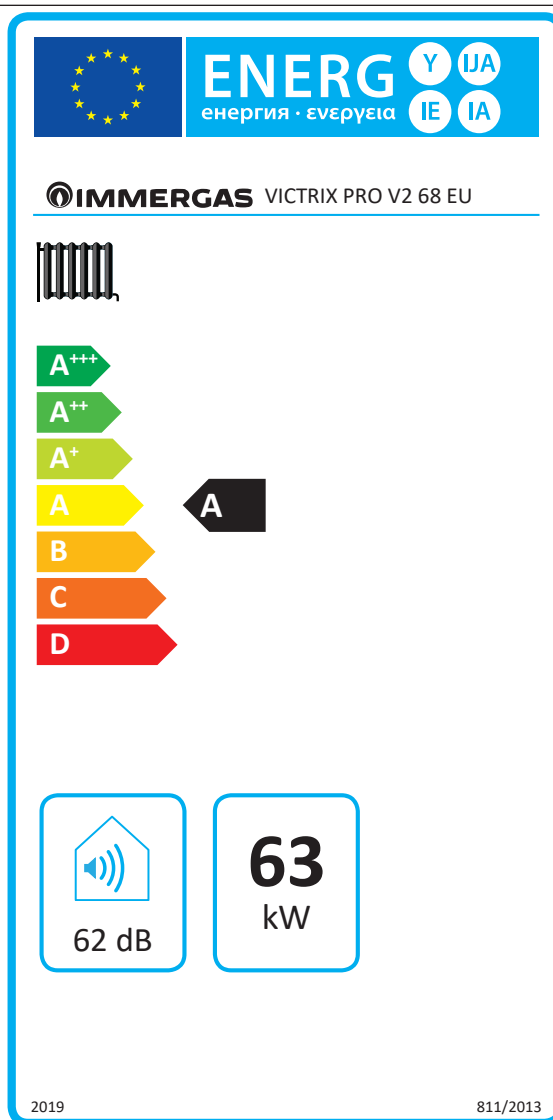 ENERG Y IJA
енергия · ενεργεια IE IA
IMMERGAS VICTRIX PRO V2 68 EU
A+++
A++
A+
A A
B
C
D
62 dB
63
kW
2019 811/2013